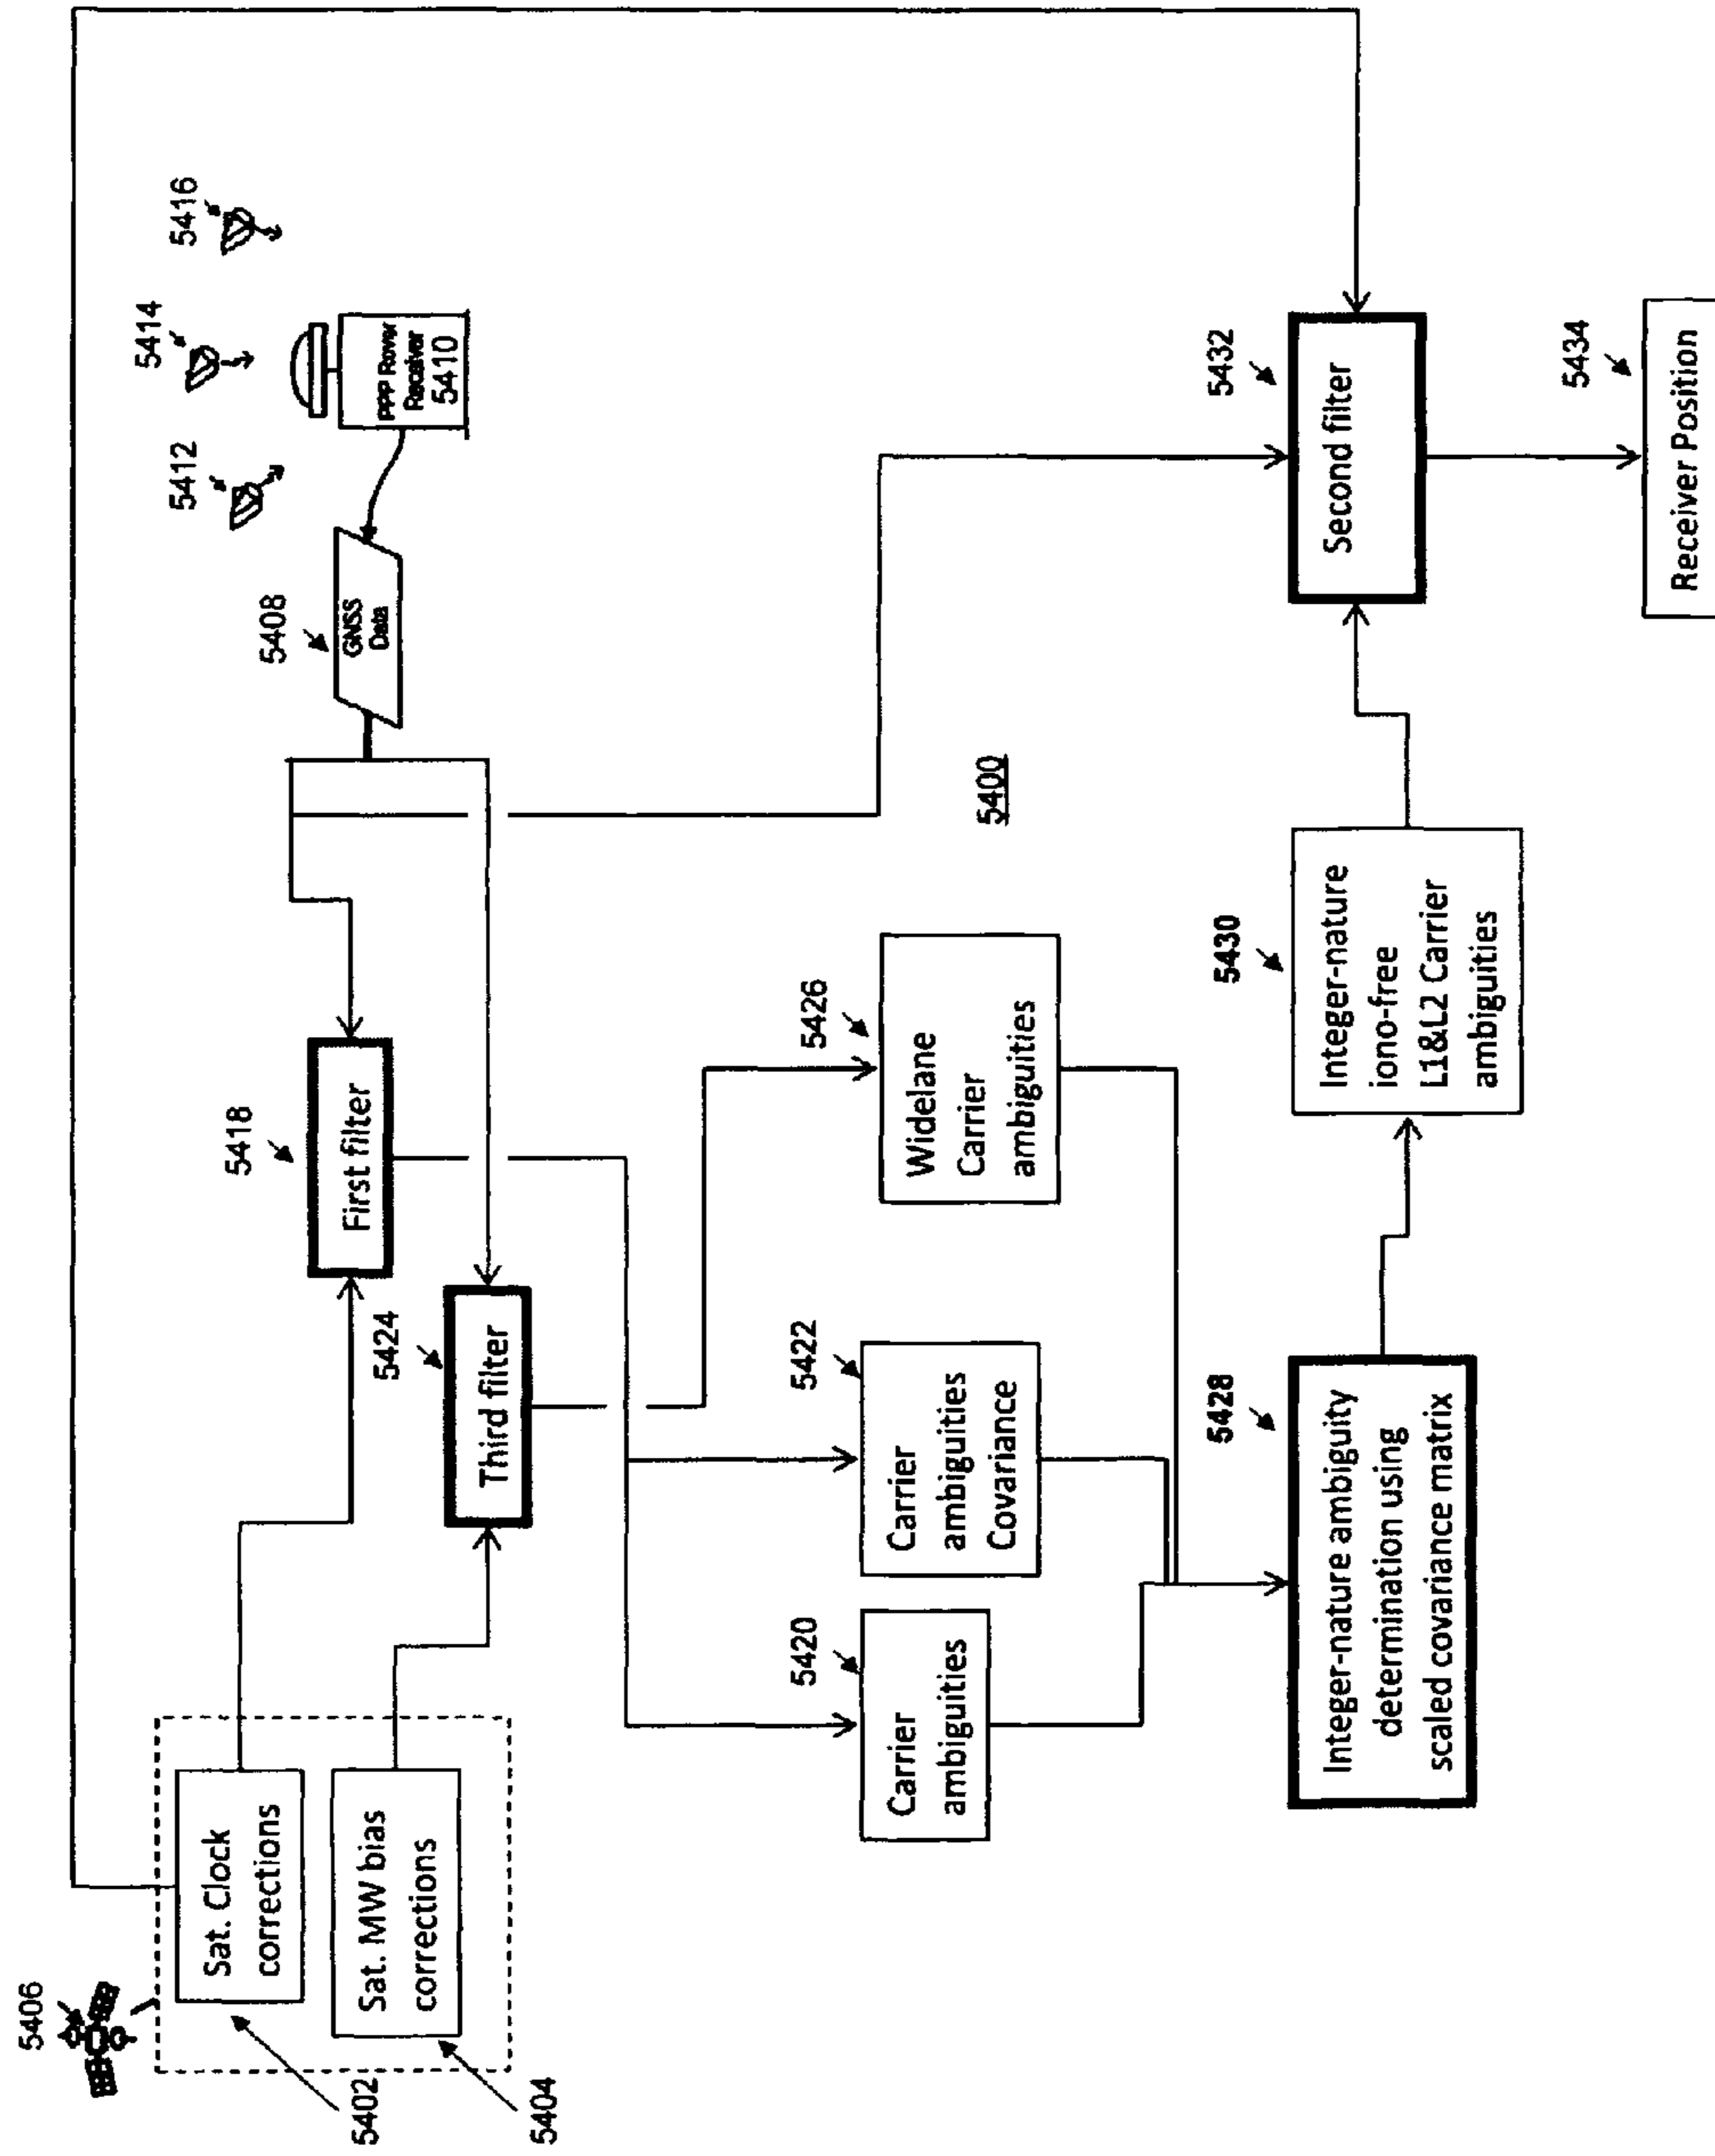 5406
5402
Sat. Clock
corrections
5404
Sat. MW bias
corrections
5412
5414
5416
5408
GNSS
Data
PPP Rover
Receiver
5410
5418
First filter
5424
Third filter
5420
Carrier
ambiguities
5422
Carrier
ambiguities
Covariance
5426
Widelane
Carrier
ambiguities
5400
5428
Integer-nature ambiguity
determination using
scaled covariance matrix
5430
Integer-nature
iono-free
L1&L2 Carrier
ambiguities
5432
Second filter
5434
Receiver Position